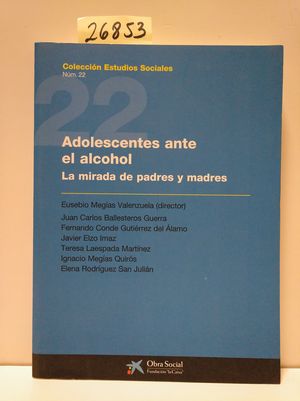 26853
Colección Estudios Sociales
Núm. 22
22
Adolescentes ante
el alcohol
La mirada de padres y madres
Eusebio Megías Valenzuela (director)
Juan Carlos Ballesteros Guerra
Fernando Conde Gutiérrez del Álamo
Javier Elzo Imaz
Teresa Laespada Martínez
Ignacio Megías Quirós
Elena Rodríguez San Julián
Obra Social
Fundación "la Caixa"